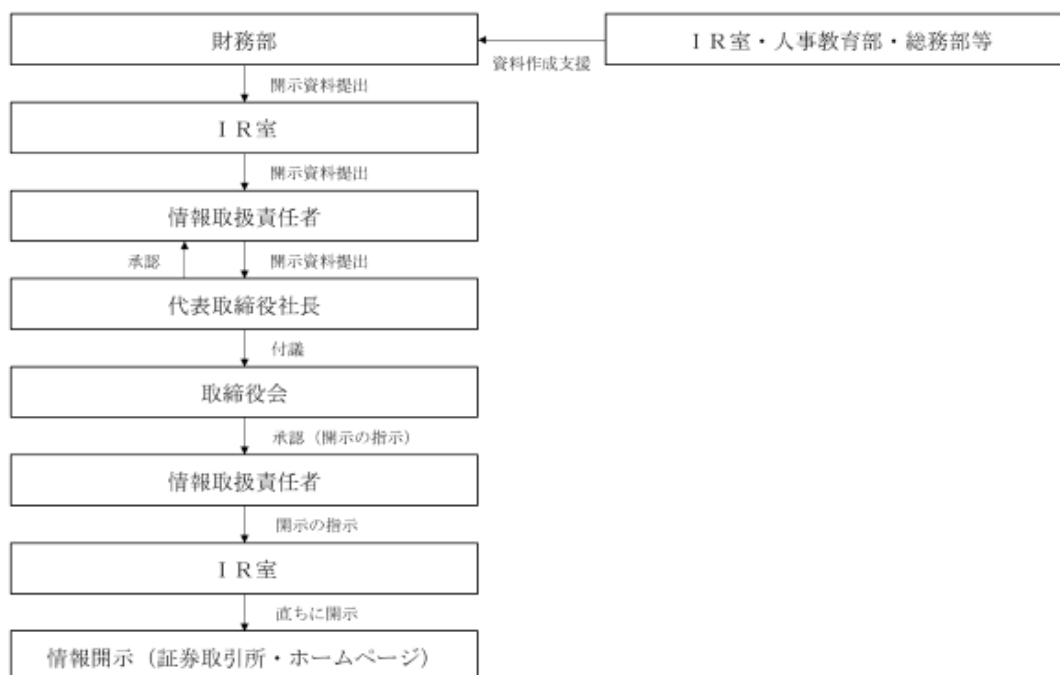 財務部
ＩＲ室・人事教育部・総務部等
資料作成支援
開示資料提出
ＩＲ室
開示資料提出
情報取扱責任者
承認
開示資料提出
代表取締役社長
付議
取締役会
承認（開示の指示）
情報取扱責任者
開示の指示
ＩＲ室
直ちに開示
情報開示（証券取引所・ホームページ）